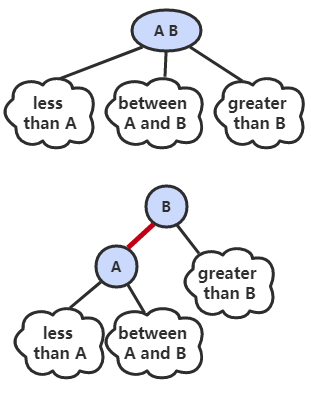 A B
less
than A
between
A and B
greater
than B
B
A
greater
than B
less
than A
between
A and B